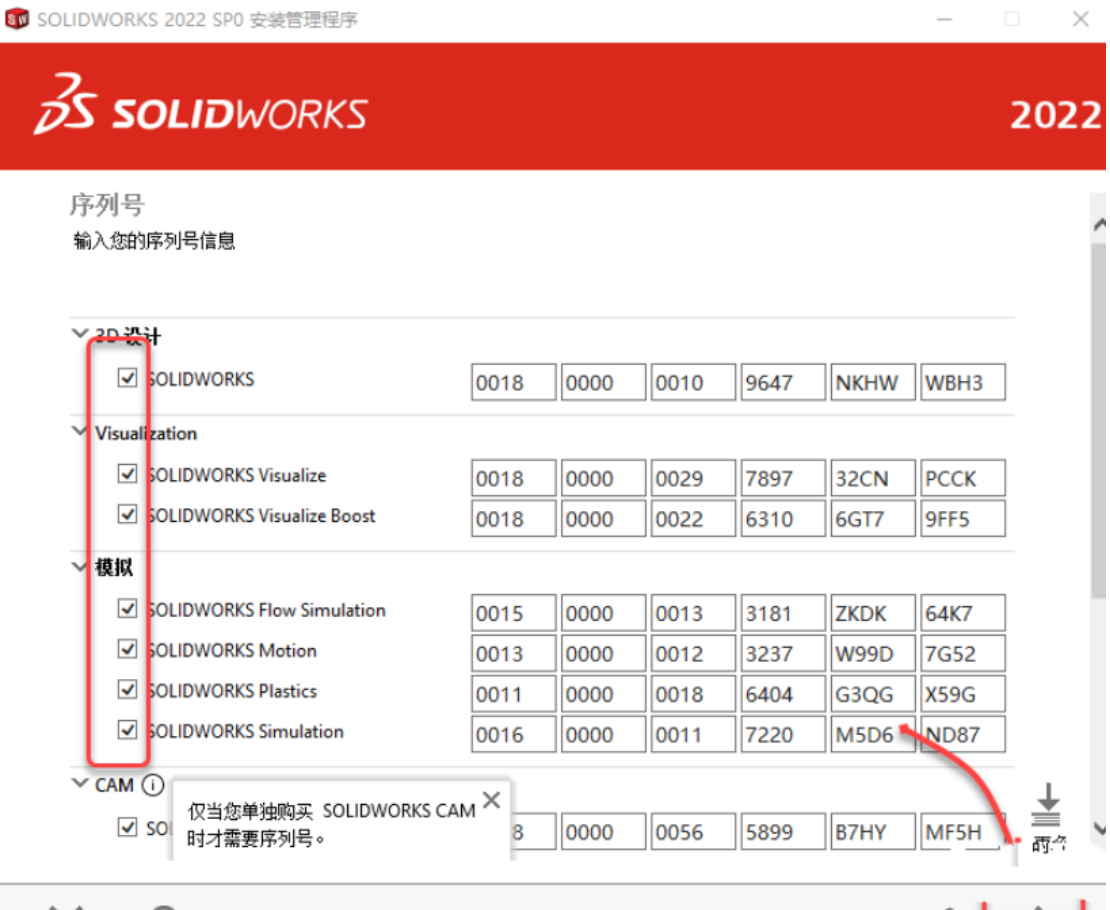 SOLIDWORKS 2022 SP0 安装管理程序
SOLIDWORKS
2022
序列号
输入您的序列号信息
3D 设计
SOLIDWORKS 0018 0000 0010 9647 NKHW WBH3
Visualization
SOLIDWORKS Visualize 0018 0000 0029 7897 32CN PCCK
SOLIDWORKS Visualize Boost 0018 0000 0022 6310 6GT7 9FF5
模拟
SOLIDWORKS Flow Simulation 0015 0000 0013 3181 ZKDK 64K7
SOLIDWORKS Motion 0013 0000 0012 3237 W99D 7G52
SOLIDWORKS Plastics 0011 0000 0018 6404 G3QG X59G
SOLIDWORKS Simulation 0016 0000 0011 7220 M5D6 ND87
CAM
仅当您单独购买 SOLIDWORKS CAM
时才需要序列号。
SO 8 0000 0056 5899 B7HY MF5H